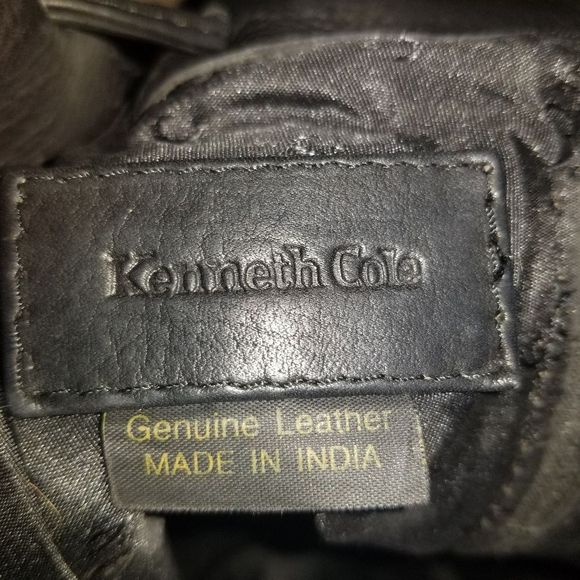 Kenneth Cole
Genuine Leather
MADE IN INDIA